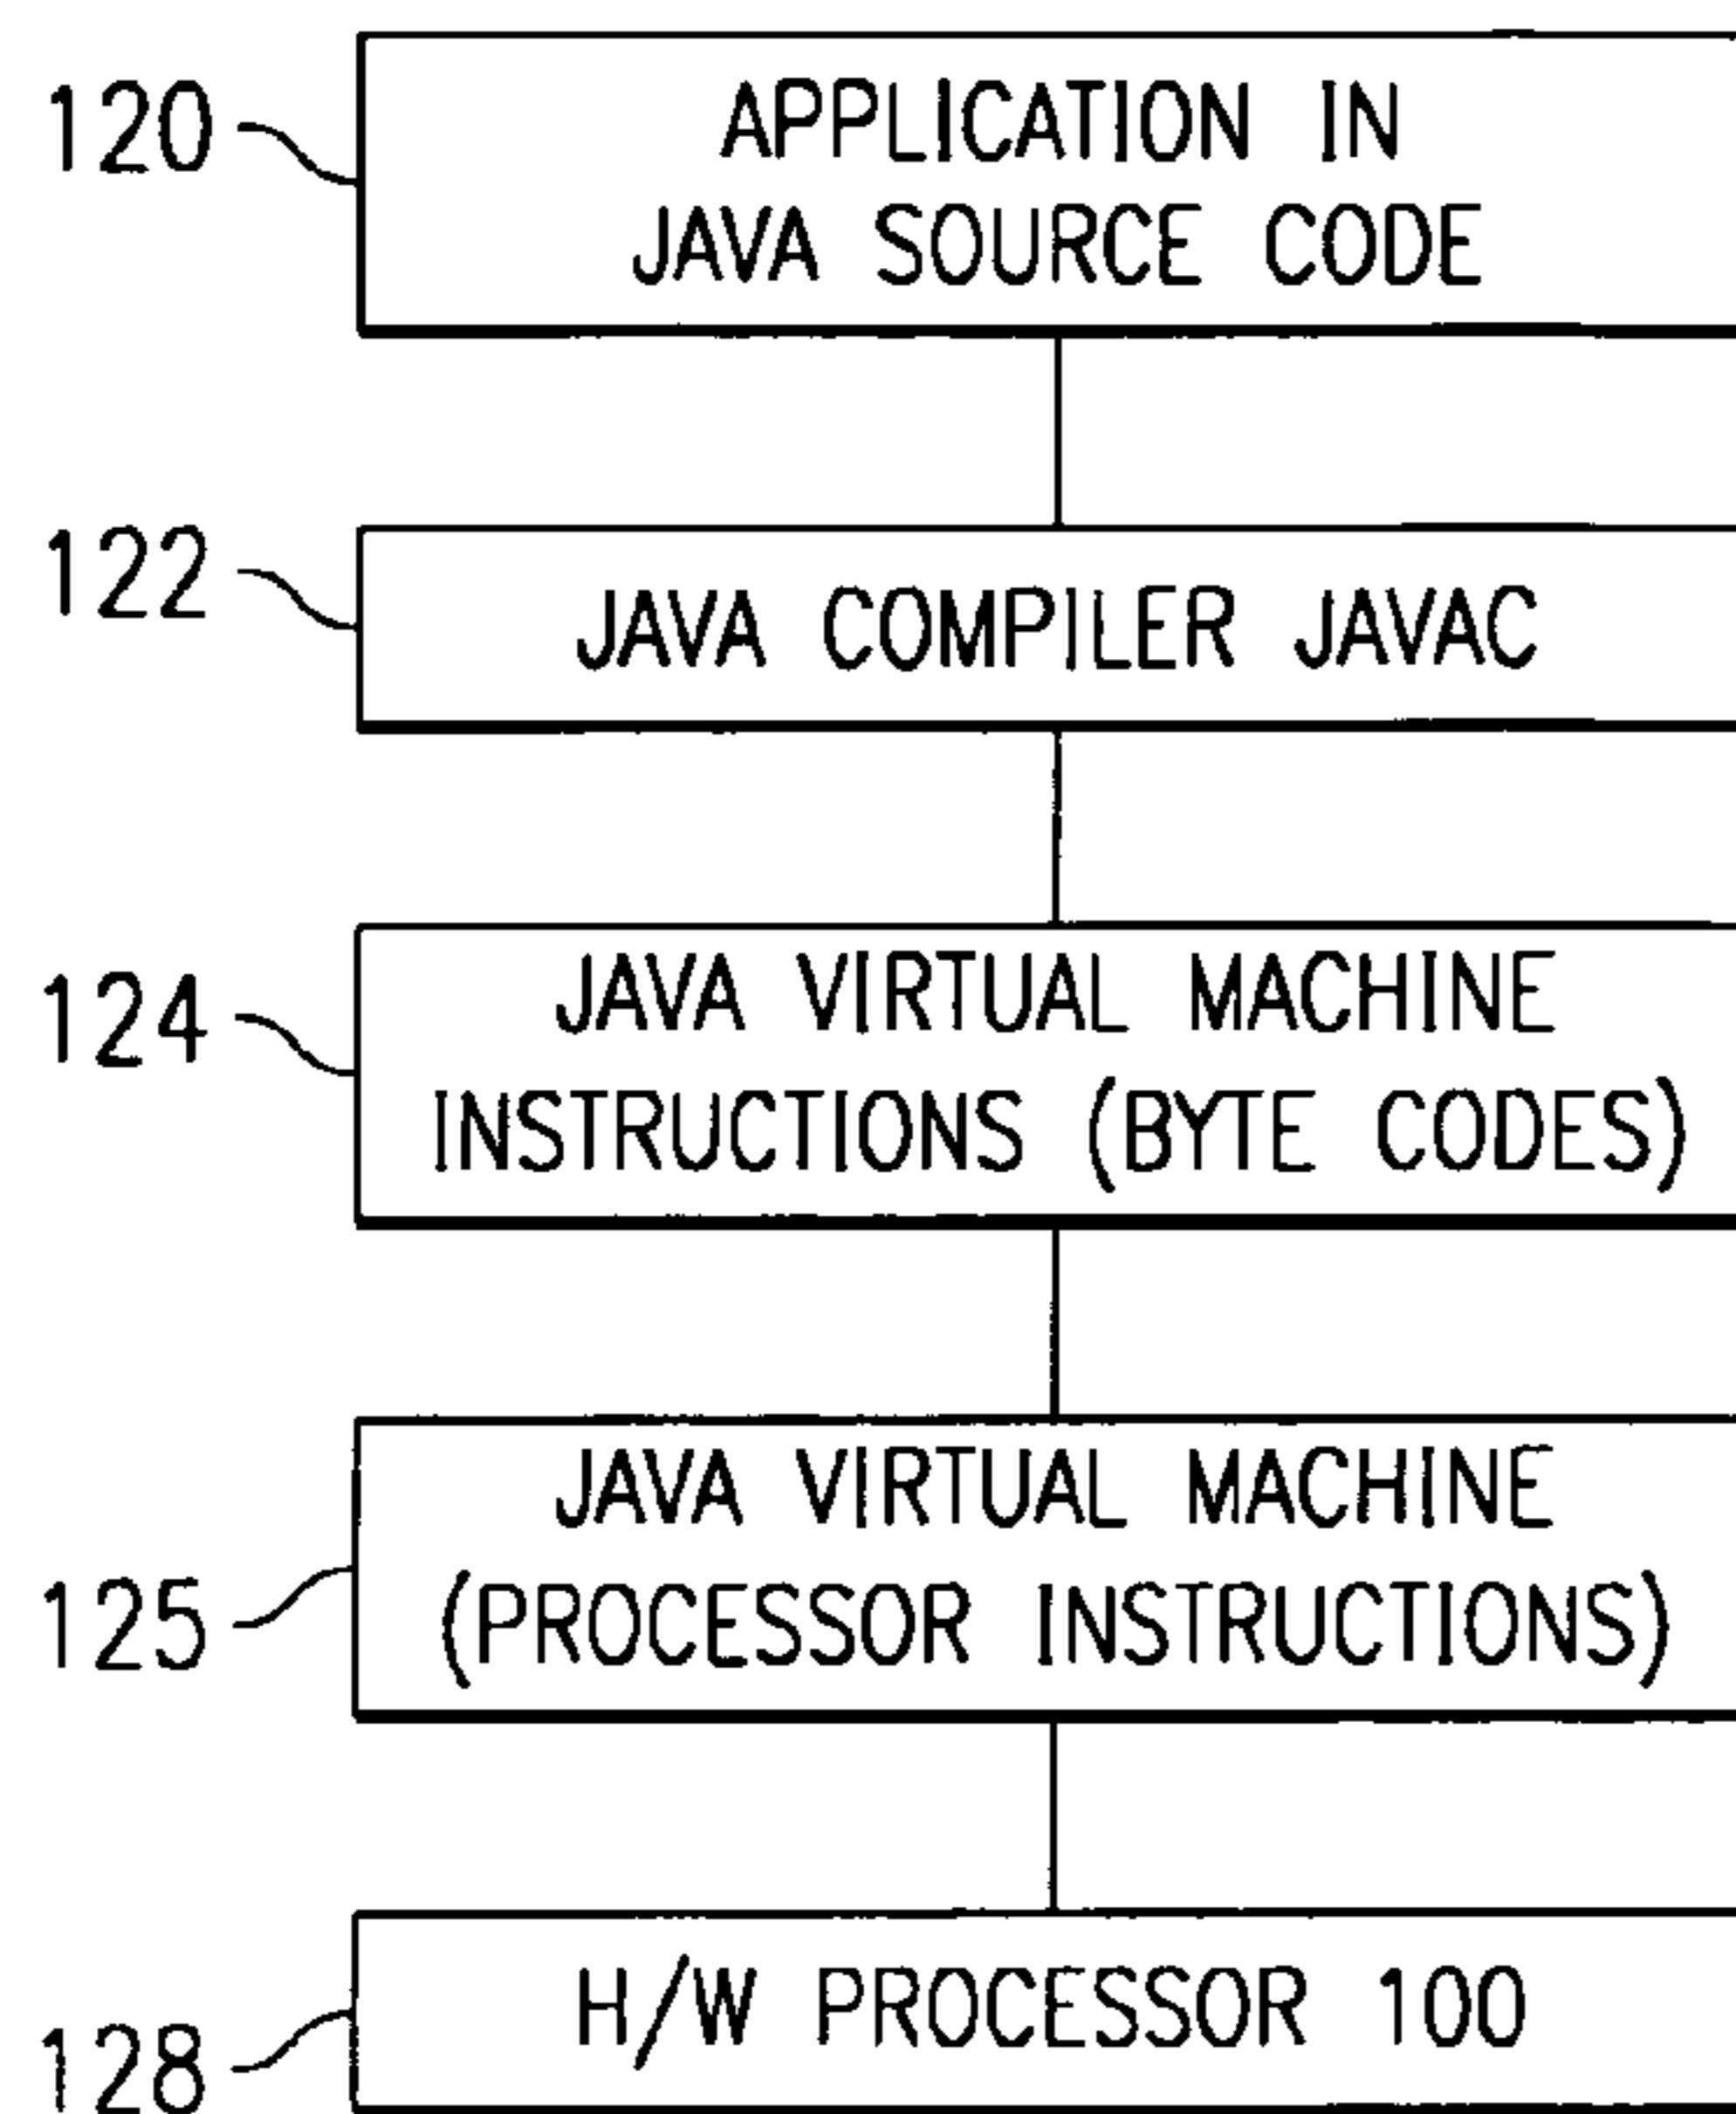 120
APPLICATION IN
JAVA SOURCE CODE
122
JAVA COMPILER JAVAC
124
JAVA VIRTUAL MACHINE
INSTRUCTIONS (BYTE CODES)
125
JAVA VIRTUAL MACHINE
(PROCESSOR INSTRUCTIONS)
128
H/W PROCESSOR 100